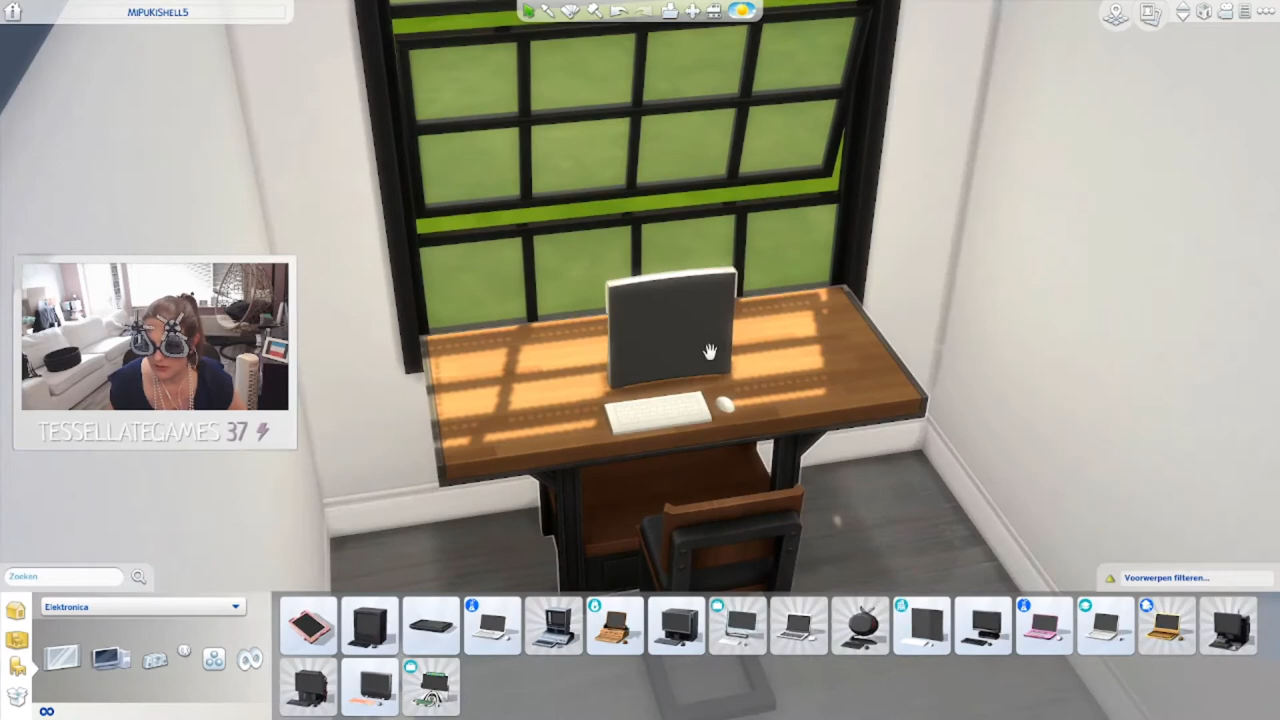 MIPUKISHELL5
TESSELLATEGAMES 37
Zoeken
Voorwerpen filteren...
Elektronica